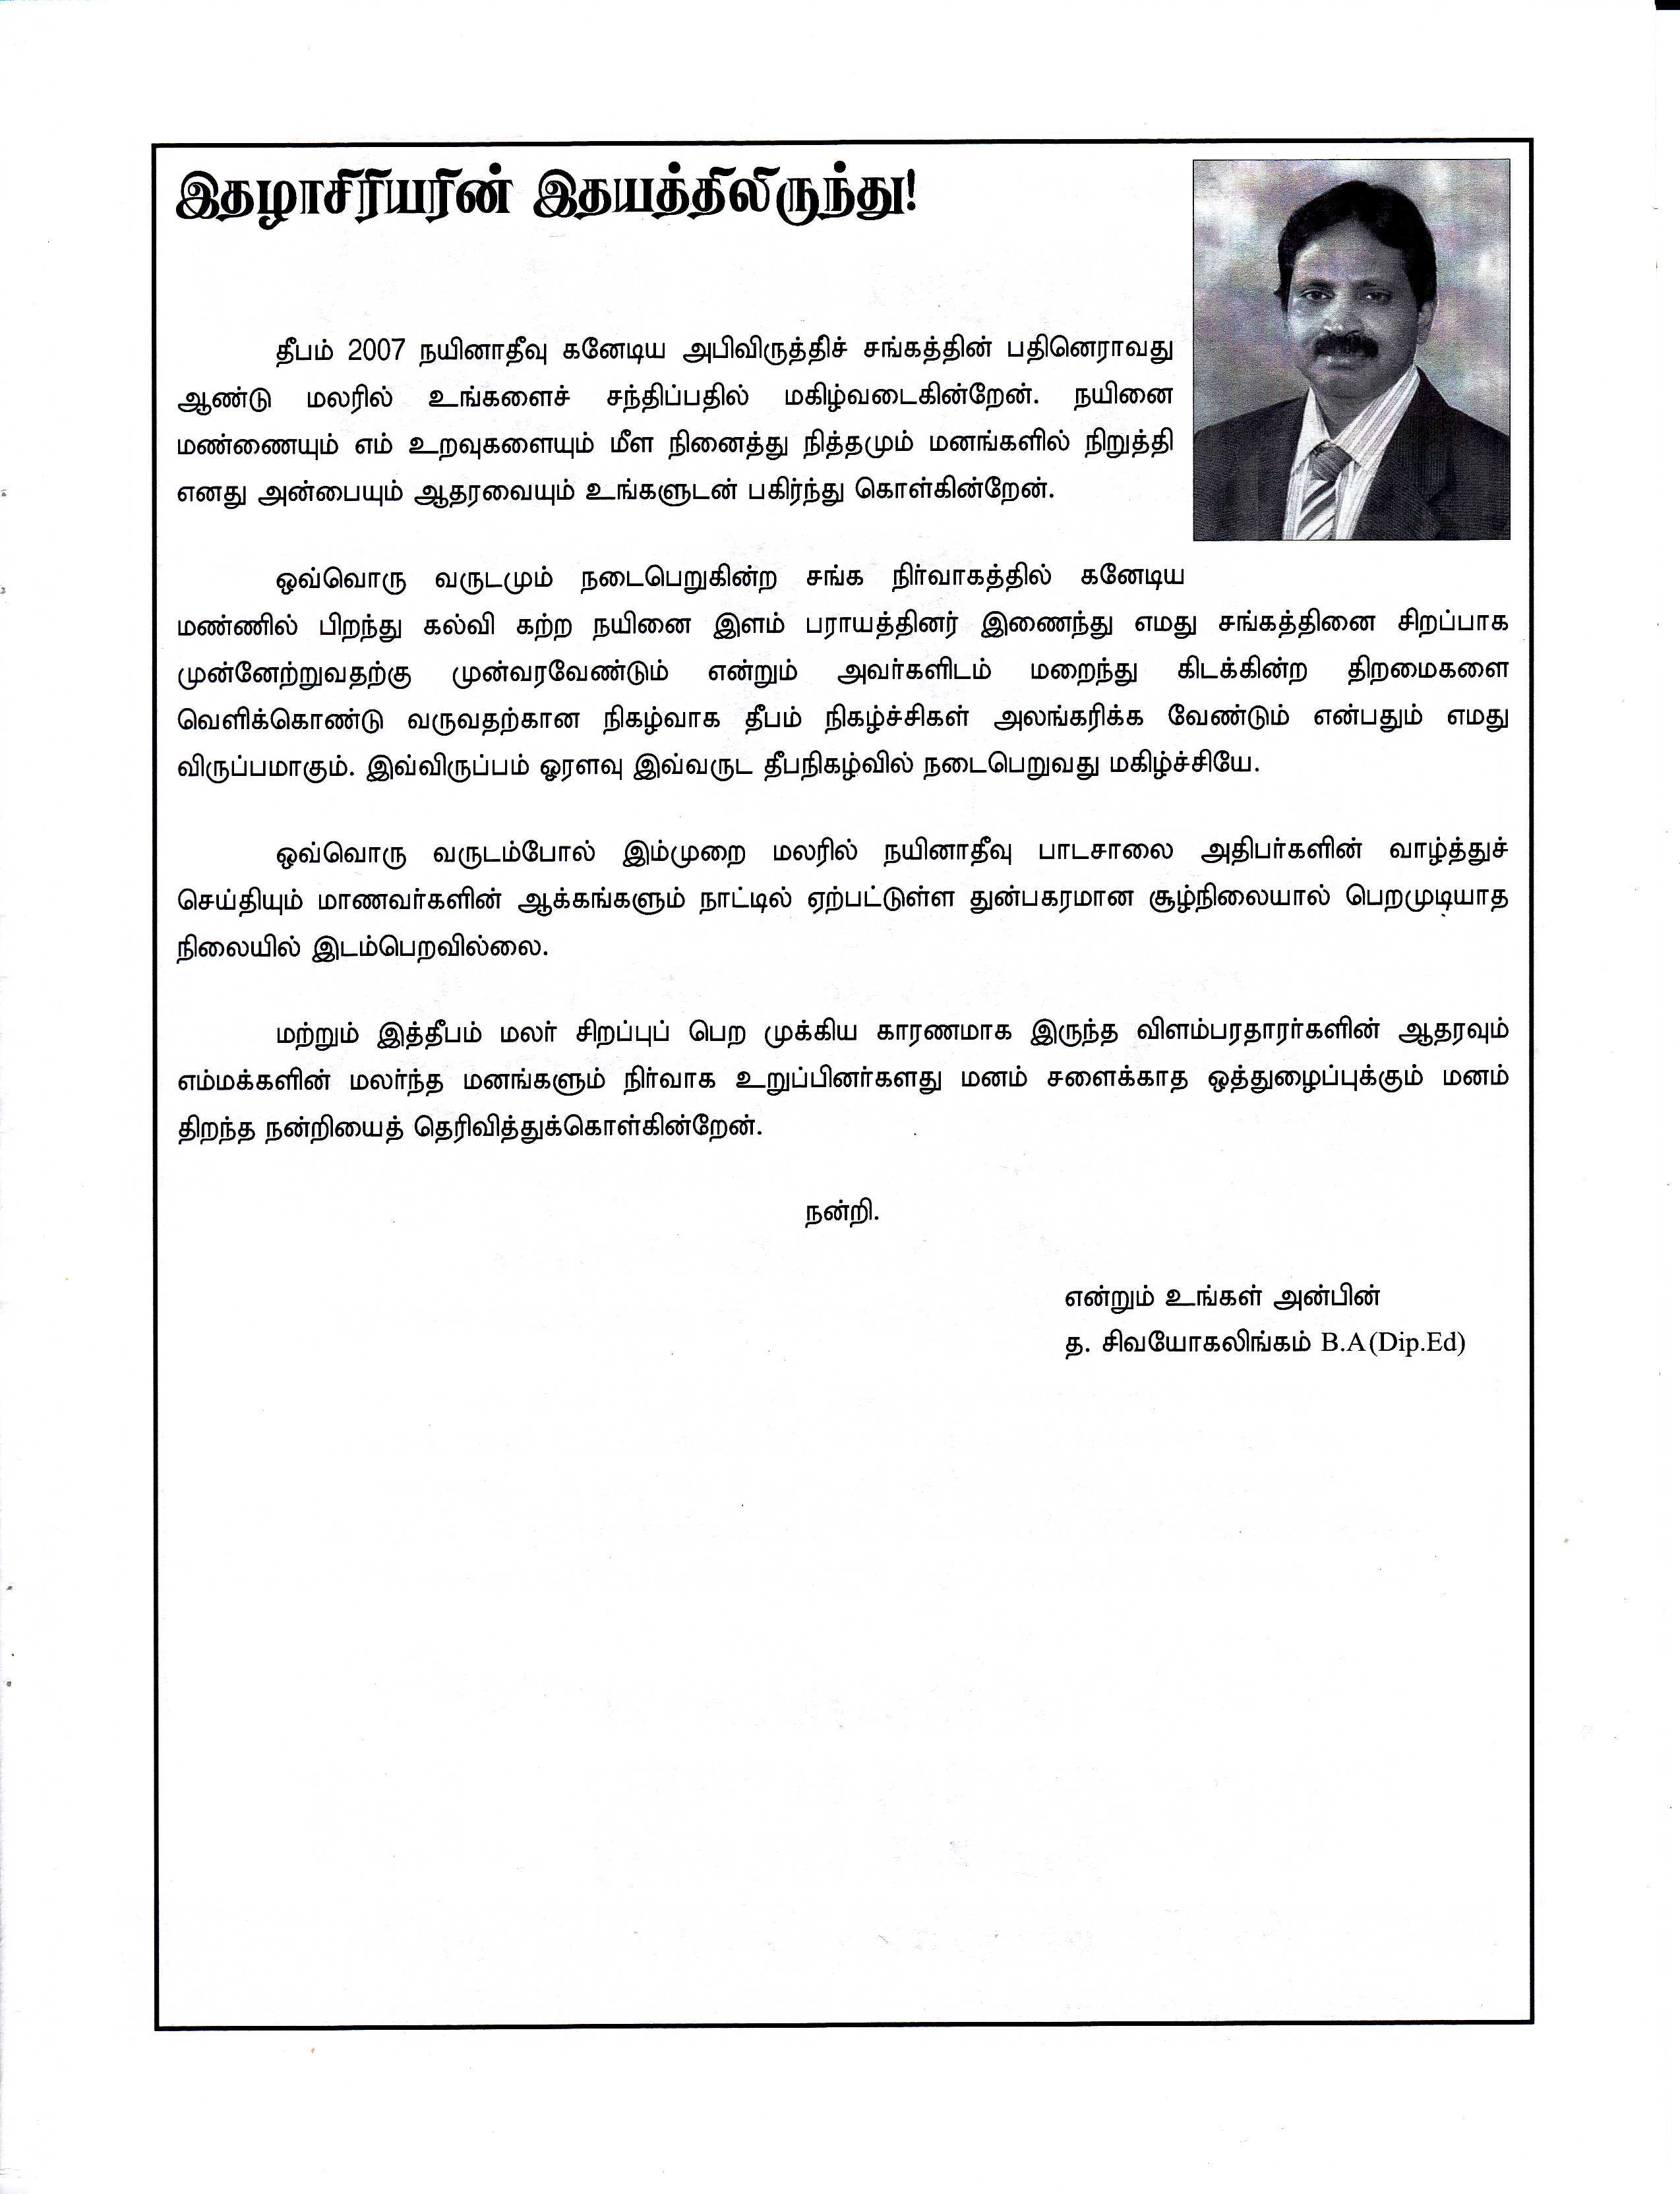 இதழாசிரியரின் இதயத்திலிருந்து!
தீபம் 2007 நயினாதீவு கனேடிய அபிவிருத்திச் சங்கத்தின் பதினெராவது
ஆண்டு மலரில் உங்களைச் சந்திப்பதில் மகிழ்வடைகின்றேன். நயினை
மண்ணையும் எம் உறவுகளையும் மீள நினைத்து நித்தமும் மனங்களில் நிறுத்தி
எனது அன்பையும் ஆதரவையும் உங்களுடன் பகிர்ந்து கொள்கின்றேன்.
ஒவ்வொரு வருடமும் நடைபெறுகின்ற சங்க நிர்வாகத்தில் கனேடிய
மண்ணில் பிறந்து கல்வி கற்ற நயினை இளம் பராயத்தினர் இணைந்து எமது சங்கத்தினை சிறப்பாக
முன்னேற்றுவதற்கு முன்வரவேண்டும் என்றும் அவர்களிடம் மறைந்து கிடக்கின்ற திறமைகளை
வெளிக்கொண்டு வருவதற்கான நிகழ்வாக தீபம் நிகழ்ச்சிகள் அலங்கரிக்க வேண்டும் என்பதும் எமது
விருப்பமாகும். இவ்விருப்பம் ஓரளவு இவ்வருட தீபநிகழ்வில் நடைபெறுவது மகிழ்ச்சியே.
ஒவ்வொரு வருடம்போல் இம்முறை மலரில் நயினாதீவு பாடசாலை அதிபர்களின் வாழ்த்துச்
செய்தியும் மாணவர்களின் ஆக்கங்களும் நாட்டில் ஏற்பட்டுள்ள துன்பகரமான சூழ்நிலையால் பெறமுடியாத
நிலையில் இடம்பெறவில்லை.
மற்றும் இத்தீபம் மலர் சிறப்புப் பெற முக்கிய காரணமாக இருந்த விளம்பரதாரர்களின் ஆதரவும்
எம்மக்களின் மலர்ந்த மனங்களும் நிர்வாக உறுப்பினர்களது மனம் சளைக்காத ஒத்துழைப்புக்கும் மனம்
திறந்த நன்றியைத் தெரிவித்துக்கொள்கின்றேன்.
நன்றி.
என்றும் உங்கள் அன்பின்
த. சிவயோகலிங்கம் B.A(Dip.Ed)